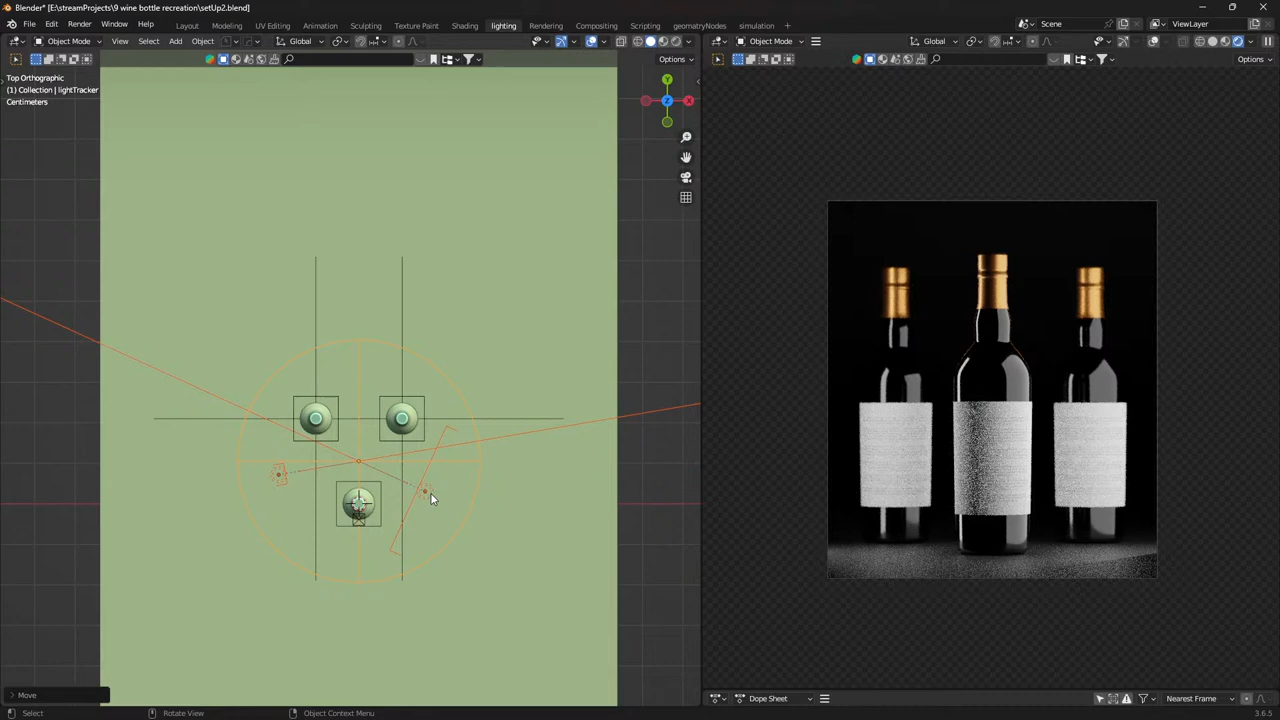 Blender* [E:\streamProjects\9 wine bottle recreation\setUp2.blend]
File Edit Render Window Help Layout Modeling UV Editing Animation Sculpting Texture Paint Shading lighting Rendering Compositing Scripting geometryNodes simulation Scene ViewLayer
Object Mode View Select Add Object Global Object Mode Global
Options Options
Top Orthographic
(1) Collection | lightTracker
Centimeters
Y
Z X
Move
Dope Sheet Nearest Frame
Select Rotate View Object Context Menu 3.6.5